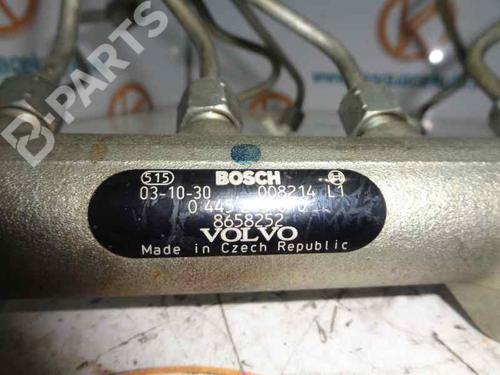 B-PARTS
515 BOSCH
03-10-30 008214 L1
0 445
8658252
VOLVO
Made in Czech Republic